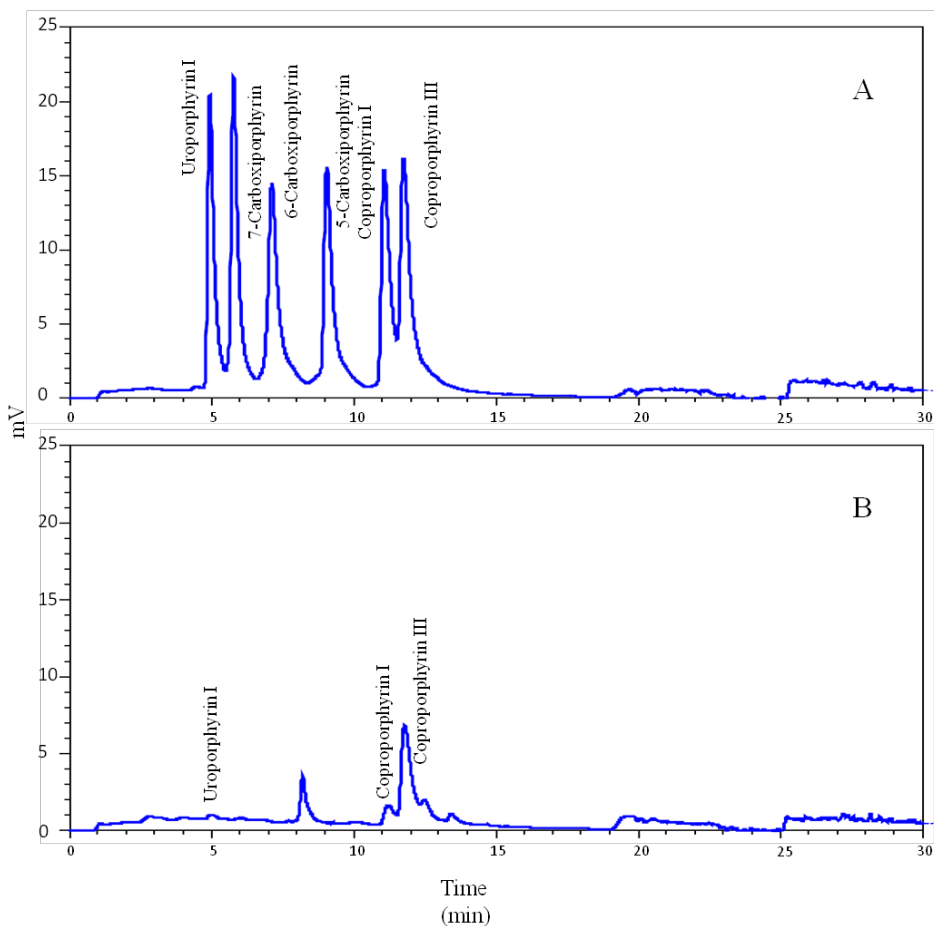 25
20
15
10
5
0
A
Uroporphyrin I
7-Carboxiporphyrin
6-Carboxiporphyrin
5-Carboxiporphyrin
Coproporphyrin I
Coproporphyrin III
0 5 10 15 20 25 30
mV
25
20
15
10
5
0
B
Uroporphyrin I
Coproporphyrin I
Coproporphyrin III
0 5 10 15 20 25 30
Time
(min)